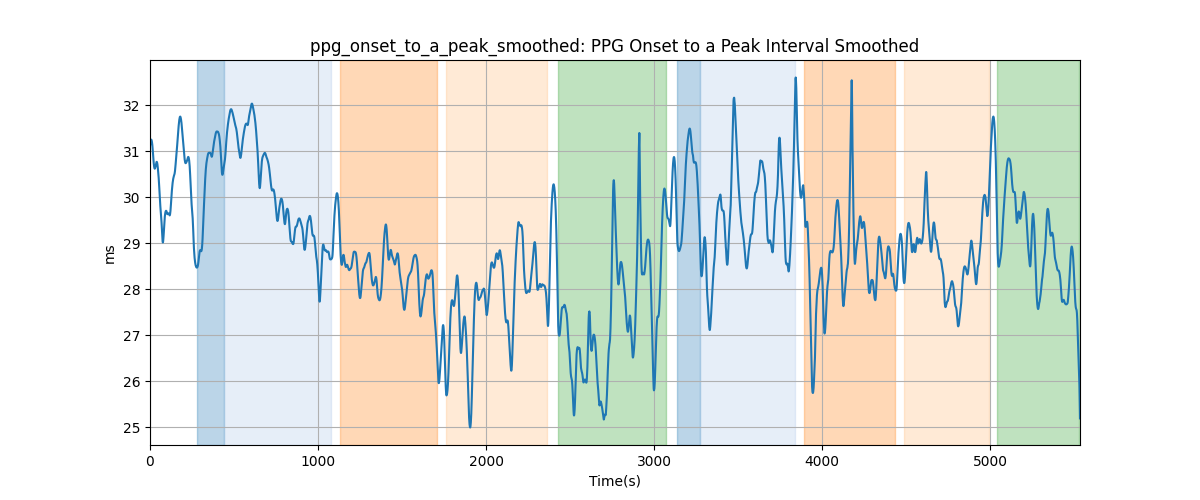 ppg_onset_to_a_peak_smoothed: PPG Onset to a Peak Interval Smoothed
32
31
30
29
28
27
26
25
ms
0 1000 2000 3000 4000 5000
Time(s)